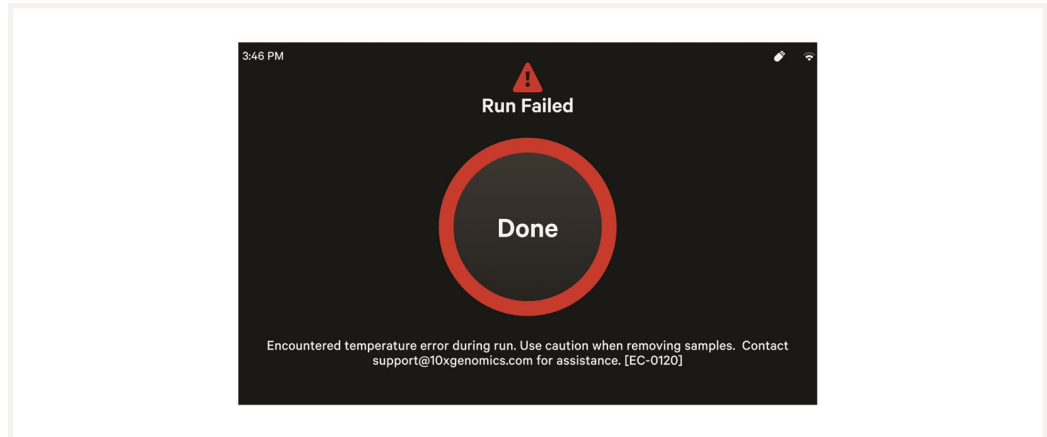 3:46 PM
Run Failed
Done
Encountered temperature error during run. Use caution when removing samples.  Contact
support@10xgenomics.com for assistance. [EC-0120]